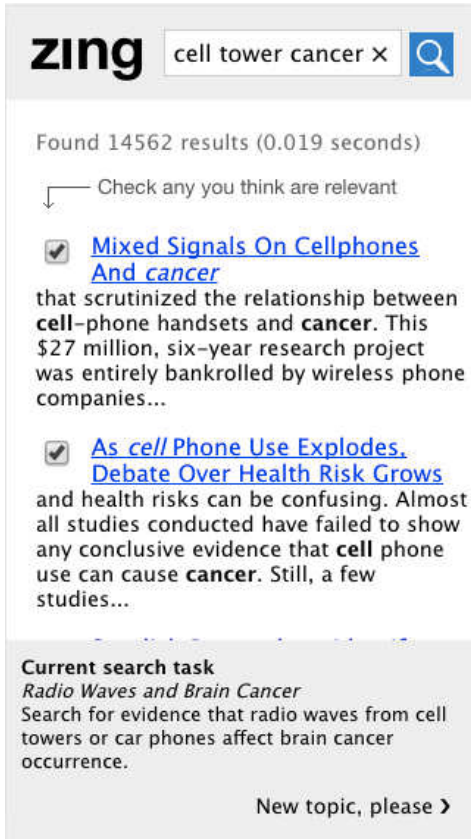 zing
cell tower cancer ×
Found 14562 results (0.019 seconds)
Check any you think are relevant
Mixed Signals On Cellphones
And cancer
that scrutinized the relationship between
cell-phone handsets and cancer. This
$27 million, six-year research project
was entirely bankrolled by wireless phone
companies...
As cell Phone Use Explodes,
Debate Over Health Risk Grows
and health risks can be confusing. Almost
all studies conducted have failed to show
any conclusive evidence that cell phone
use can cause cancer. Still, a few
studies...
Current search task
Radio Waves and Brain Cancer
Search for evidence that radio waves from cell
towers or car phones affect brain cancer
occurrence.
New topic, please ❯